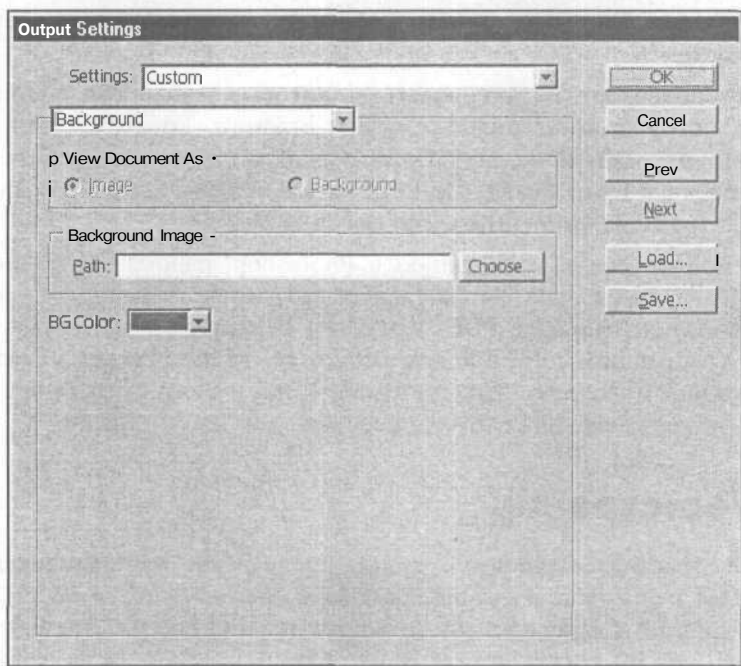 Output Settings
Settings: Custom
OK
Background
Cancel
p View Document As •
Prev
i Image Background
Next
Background Image -
Path: Choose...
Load...
Save...
BG Color: